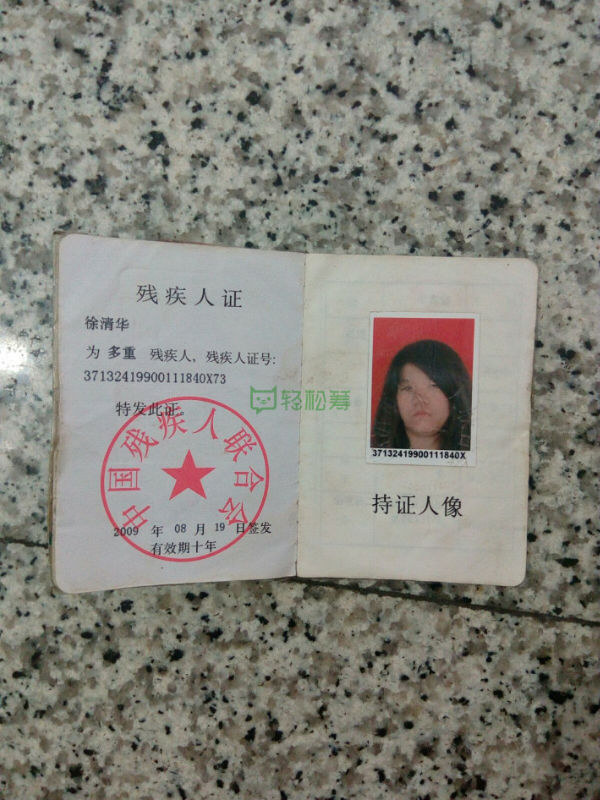 残疾人证
徐清华
为 多重 残疾人，残疾人证号:
37132419900111840X73
特发此证。
中国残疾人联合会
2009 年 08 月 19 日签发
有效期十年
轻松筹
37132419900111840X
持证人像